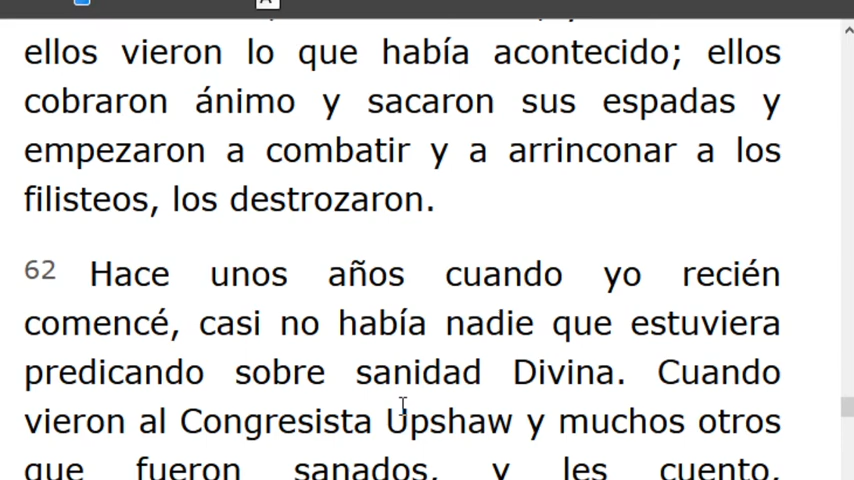 ellos vieron lo que había acontecido; ellos
cobraron ánimo y sacaron sus espadas y
empezaron a combatir y a arrinconar a los
filisteos, los destrozaron.
62 Hace unos años cuando yo recién
comencé, casi no había nadie que estuviera
predicando sobre sanidad Divina. Cuando
vieron al Congresista Upshaw y muchos otros
que fueron sanados, y les cuento,